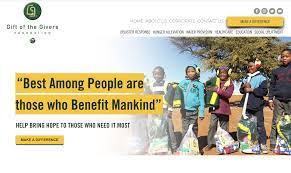 Gift of the Givers
foundation
HOME ABOUT US CORPORATE CONTACT US
MAKE A DIFFERENCE
DISASTER RESPONSE HUNGER ALLEVIATION WATER PROVISION HEALTHCARE EDUCATION SOCIAL UPLIFTMENT
“Best Among People are
those who Benefit Mankind”
HELP BRING HOPE TO THOSE WHO NEED IT MOST
MAKE A DIFFERENCE